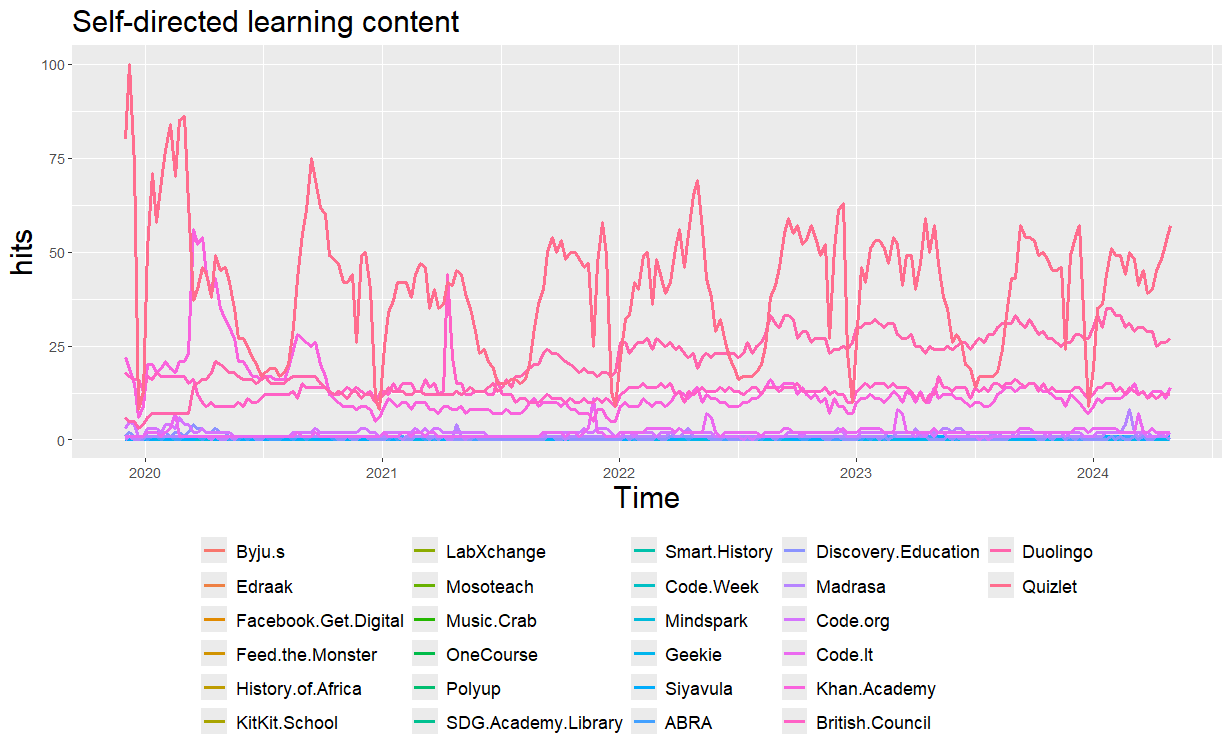 Self-directed learning content
hits
100
75
50
25
0
2020 2021 2022 2023 2024
Time
Byju.s LabXchange Smart.History Discovery.Education Duolingo
Edraak Mosoteach Code.Week Madrasa Quizlet
Facebook.Get.Digital Music.Crab Mindspark Code.org
Feed.the.Monster OneCourse Geekie Code.It
History.of.Africa Polyup Siyavula Khan.Academy
KitKit.School SDG.Academy.Library ABRA British.Council